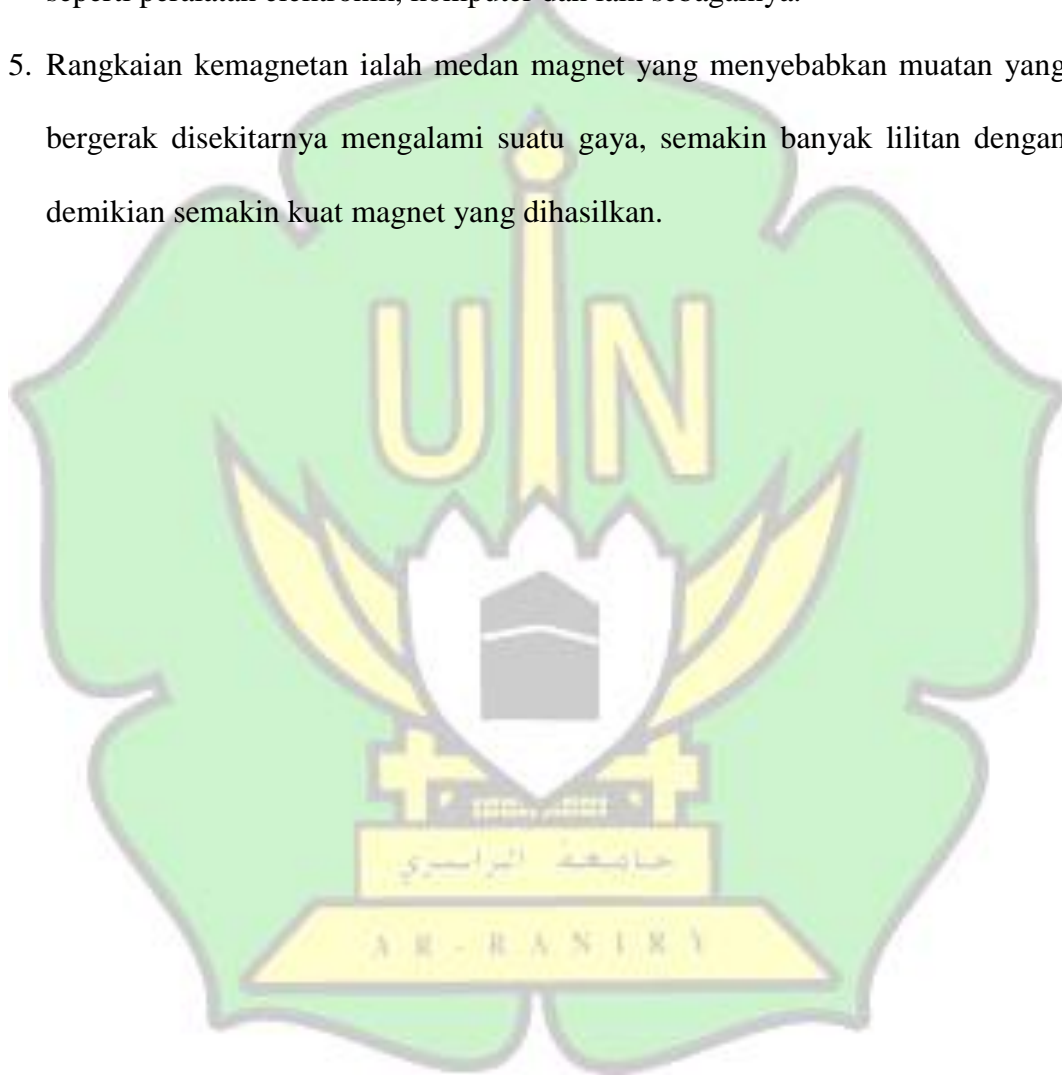 seperti peralatan elektronik, komputer dan lain sebagainya.
5. Rangkaian kemagnetan ialah medan magnet yang menyebabkan muatan yang
bergerak disekitarnya mengalami suatu gaya, semakin banyak lilitan dengan
demikian semakin kuat magnet yang dihasilkan.
UIN
جامعة الرانيري
AR-RANIRY